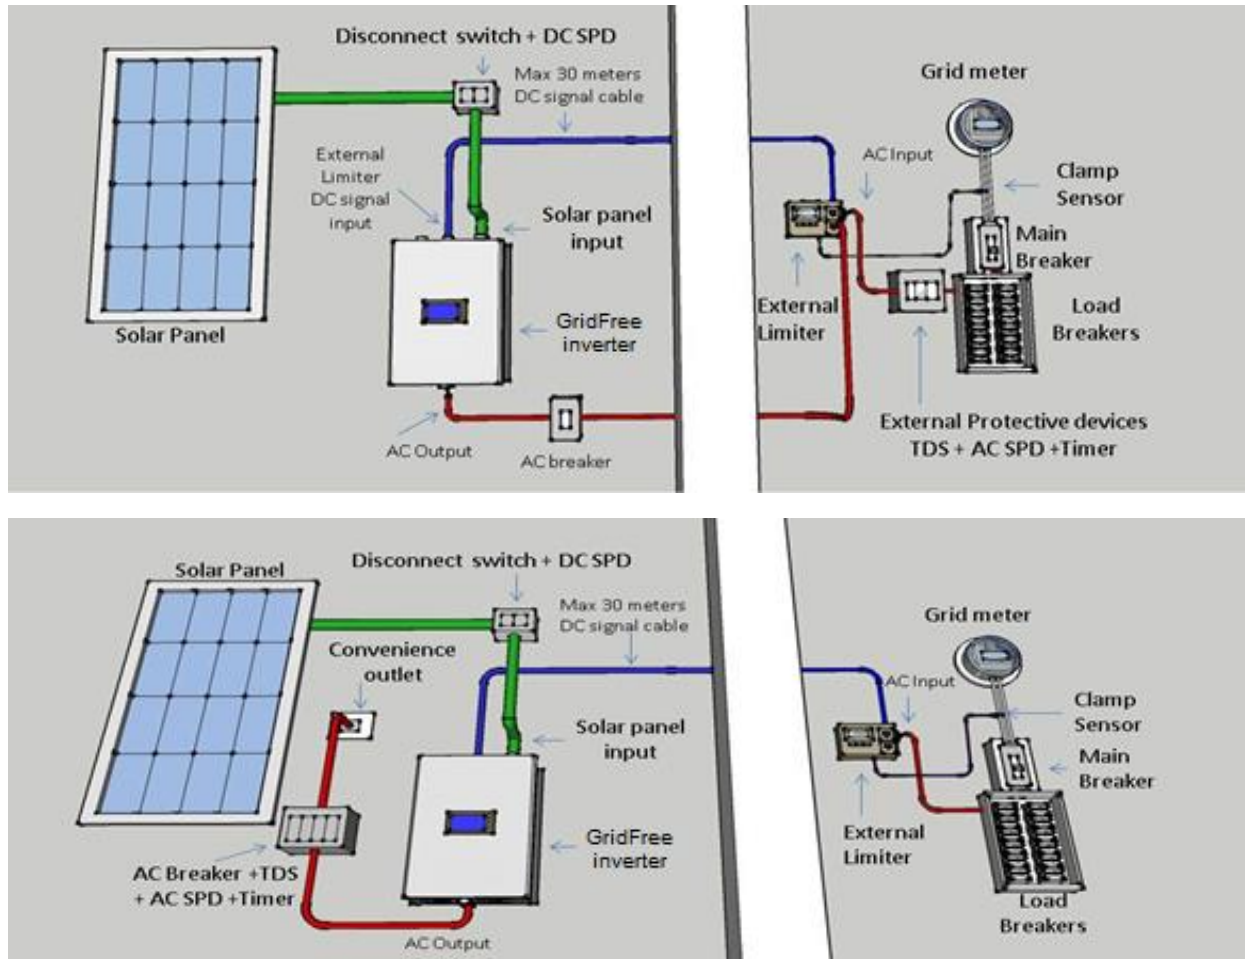 Disconnect switch + DC SPD
Max 30 meters
DC signal cable
External
Limiter
DC signal
input
Solar panel
input
Solar Panel
GridFree
inverter
AC Output
AC breaker
Grid meter
AC Input
Clamp
Sensor
Main
Breaker
External
Limiter
Load
Breakers
External Protective devices
TDS + AC SPD +Timer
Solar Panel
Disconnect switch + DC SPD
Max 30 meters
DC signal cable
Convenience
outlet
Solar panel
input
GridFree
inverter
AC Breaker +TDS
+ AC SPD +Timer
AC Output
Grid meter
AC Input
Clamp
Sensor
Main
Breaker
External
Limiter
Load
Breakers